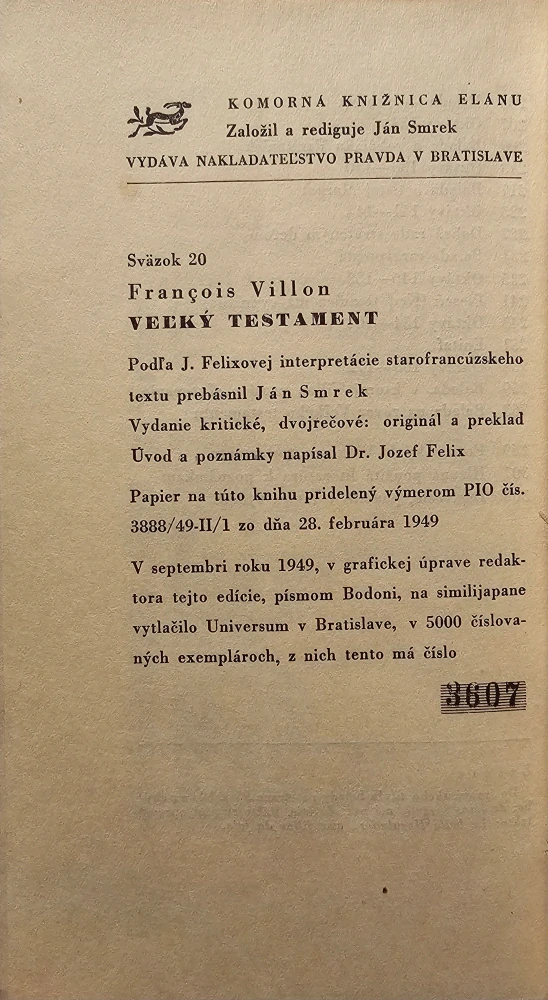 KOMORNÁ KNIŽNICA ELÁNU
Založil a rediguje Ján Smrek
VYDÁVA NAKLADATEĽSTVO PRAVDA V BRATISLAVE
Sväzok 20
François Villon
VEĽKÝ TESTAMENT
Podľa J. Felixovej interpretácie starofrancúzskeho
textu prebásnil Ján Smrek
Vydanie kritické, dvojrečové: originál a preklad
Úvod a poznámky napísal Dr. Jozef Felix
Papier na túto knihu pridelený výmerom PIO čís.
3888/49-II/1 zo dňa 28. februára 1949
V septembri roku 1949, v grafickej úprave redak-
tora tejto edície, písmom Bodoni, na similijapane
vytlačilo Universum v Bratislave, v 5000 číslova-
ných exemplároch, z nich tento má číslo
3607